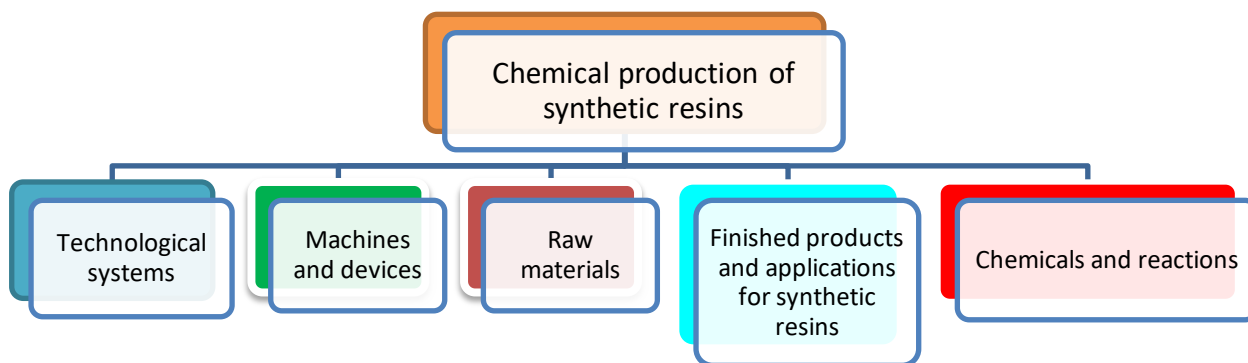 Chemical production of
synthetic resins
Technological
systems
Machines
and devices
Raw
materials
Finished products
and applications
for synthetic
resins
Chemicals and reactions